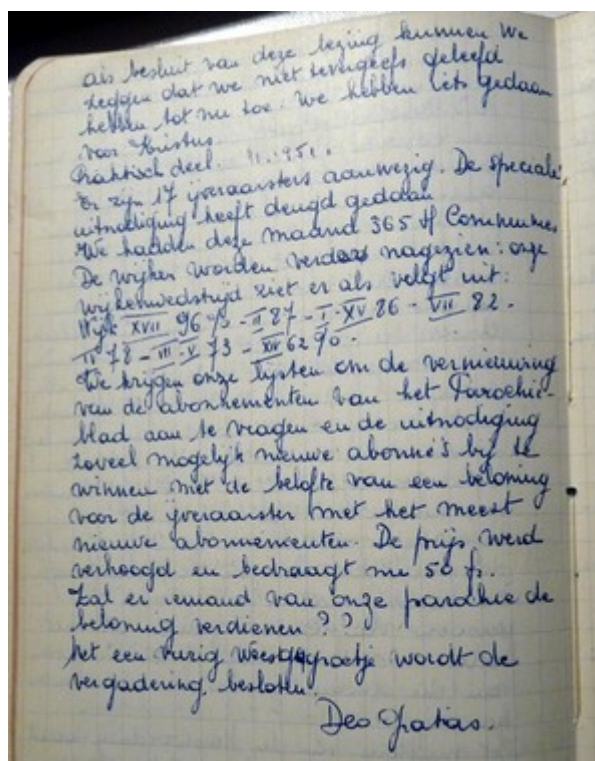 als besluit van deze lezing kunnen we
zeggen dat we niet tevergeefs geleefd
hebben tot nu toe. We hebben iets gedaan
voor Kristus.
Praktisch deel.
Er zijn 17 ijveraarsters aanwezig. De speciale
uitnodiging heeft deugd gedaan
We hadden deze maand 365 H Communies
De wijken worden verder nagezien: onze
wijkenwedstrijd ziet er als volgt uit:
Wijk XVII 96 % - II 87 - I - XV 86 - VII 82.
IV 78 - III - V 73 - XIV 62 %.
We krijgen onze lijsten om de vernieuwing
van de abonnementen van het Parochie-
blad aan te vragen en de uitnodiging
zoveel mogelijk nieuwe abonné's bij te
winnen met de belofte van een beloning
voor de ijveraarster met het meest
nieuwe abonnementen. De prijs werd
verhoogd en bedraagt nu 50 fr.
Zal er iemand van onze parochie de
beloning verdienen ???
Met een vurig weesgegroetje wordt de
vergadering besloten.
Deo Gratias.